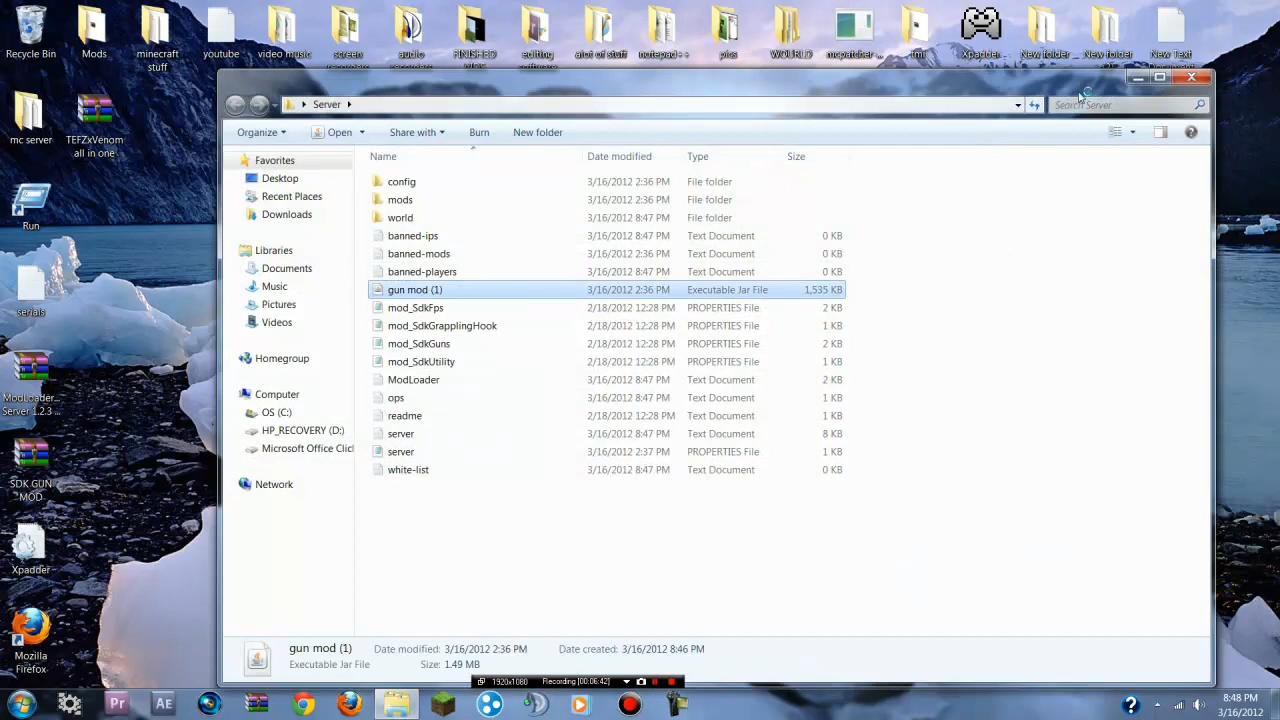 Recycle Bin
Mods
minecraft
stuff
youtube
video music
screen
audio
FINISHED
editing
software
alot of stuff
notepad++
pics
WOURLD
mcpatcher-...
Xpadder
New folder
New folder
New Text
mc server
TEFZxVenom
all in one
Run
serials
ModLoader...
Server 1.2.3 ...
SDK GUN
MOD
Xpadder
Mozilla
Firefox
Server
Search Server
Organize
Open
Share with
Burn
New folder
Favorites
Desktop
Recent Places
Downloads
Libraries
Documents
Music
Pictures
Videos
Homegroup
Computer
OS (C:)
HP_RECOVERY (D:)
Microsoft Office Clic
Network
Name Date modified Type Size
config 3/16/2012 2:36 PM File folder
mods 3/16/2012 2:36 PM File folder
world 3/16/2012 8:47 PM File folder
banned-ips 3/16/2012 8:47 PM Text Document 0 KB
banned-mods 3/16/2012 2:36 PM Text Document 0 KB
banned-players 3/16/2012 8:47 PM Text Document 0 KB
gun mod (1) 3/16/2012 2:36 PM Executable Jar File 1,535 KB
mod_SdkFps 2/18/2012 12:28 PM PROPERTIES File 2 KB
mod_SdkGrapplingHook 2/18/2012 12:28 PM PROPERTIES File 1 KB
mod_SdkGuns 2/18/2012 12:28 PM PROPERTIES File 2 KB
mod_SdkUtility 2/18/2012 12:28 PM PROPERTIES File 1 KB
ModLoader 3/16/2012 8:47 PM Text Document 2 KB
ops 3/16/2012 8:47 PM Text Document 1 KB
readme 2/18/2012 12:28 PM Text Document 1 KB
server 3/16/2012 8:47 PM Text Document 8 KB
server 3/16/2012 2:37 PM PROPERTIES File 1 KB
white-list 3/16/2012 8:47 PM Text Document 0 KB
gun mod (1) Date modified: 3/16/2012 2:36 PM Date created: 3/16/2012 8:46 PM
Executable Jar File Size: 1.49 MB
1920x1080 Recording [00:06:42]
Pr
AE
8:48 PM
3/16/2012